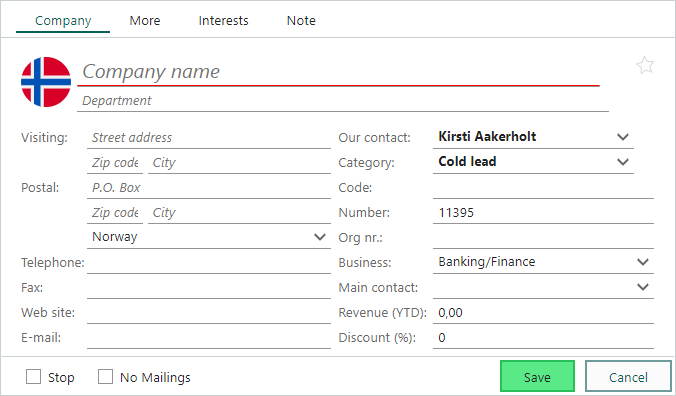 Company More Interests Note
Company name
Department
Visiting: Street address
Zip code City
Postal: P.O. Box
Zip code City
Norway
Telephone:
Fax:
Web site:
E-mail:
Our contact: Kirsti Aakerholt
Category: Cold lead
Code:
Number: 11395
Org nr.:
Business: Banking/Finance
Main contact:
Revenue (YTD): 0,00
Discount (%): 0
Stop No Mailings Save Cancel